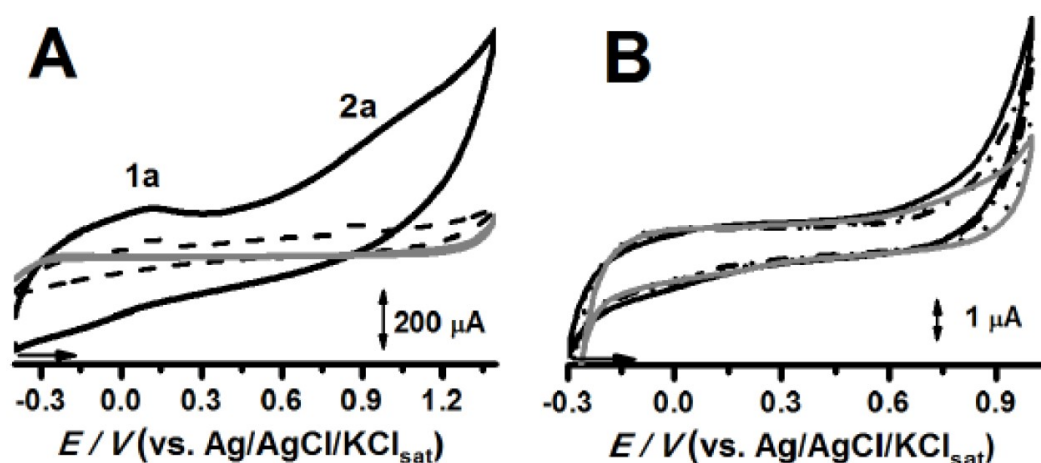 A
B
2a
1a
200 μA
1 μA
-0.3 0.0 0.3 0.6 0.9 1.2
-0.3 0.0 0.3 0.6 0.9
E / V (vs. Ag/AgCl/KCl_sat)
E / V (vs. Ag/AgCl/KCl_sat)